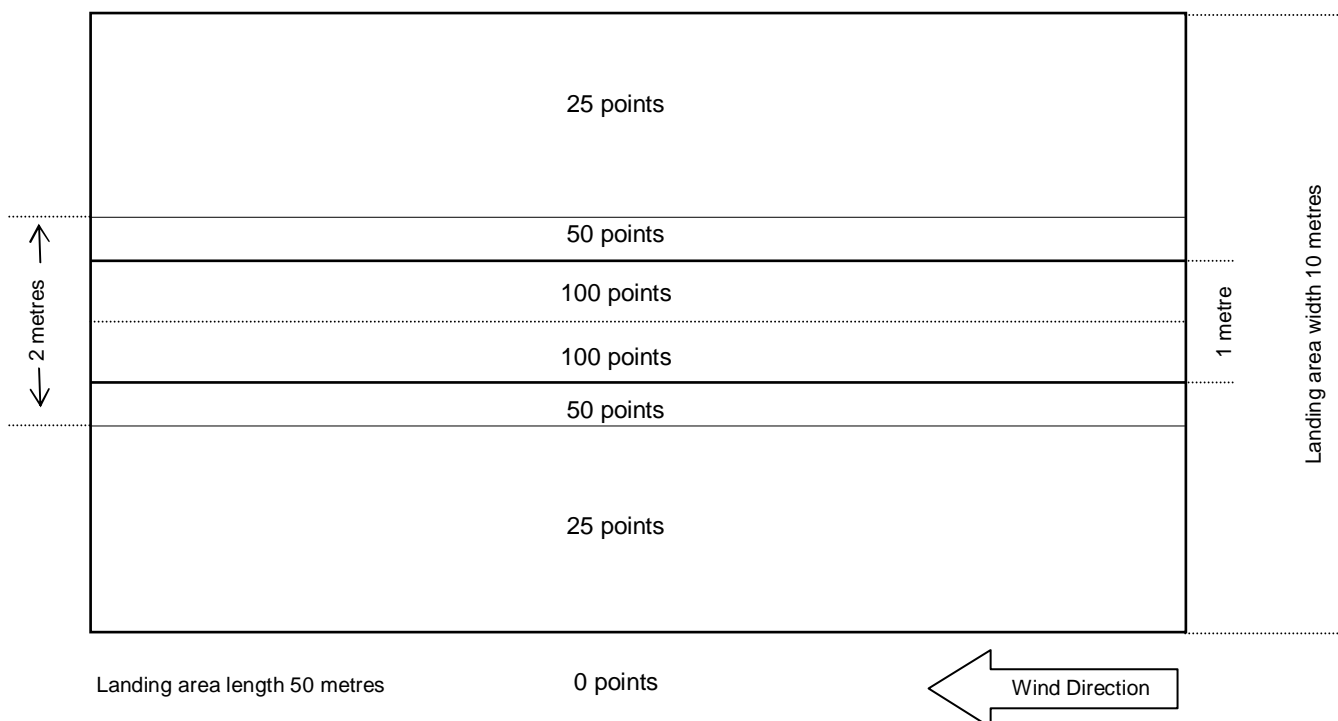 25 points
50 points
100 points
100 points
50 points
25 points
2 metres
1 metre
Landing area width 10 metres
Landing area length 50 metres
0 points
Wind Direction